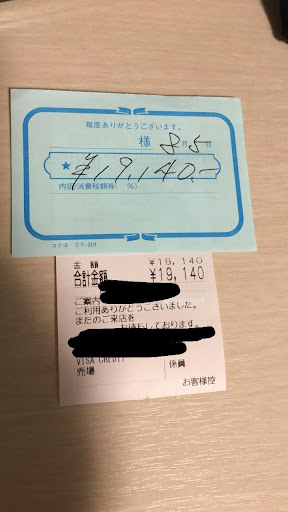 毎度ありがとうございます。
様 8月5日
★ ¥19,140.-
内訳 消費税額等( %)
コクヨ ウケ-201
金 額 ¥19,140
合計金額 ¥19,140
ご案内
ご利用ありがとうございました。
またのご来店を
お待ちしております。
VISA CREDIT
売場 係員
お客様控